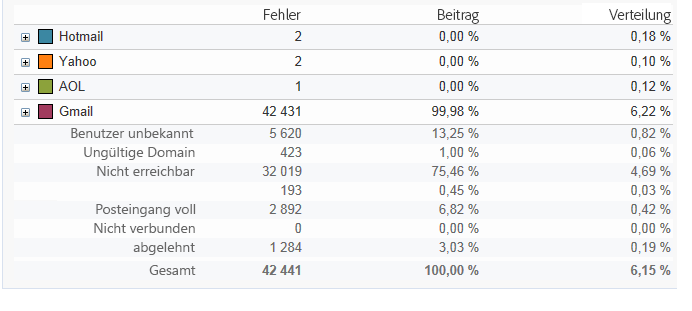 Fehler Beitrag Verteilung
Hotmail 2 0,00 % 0,18 %
Yahoo 2 0,00 % 0,10 %
AOL 1 0,00 % 0,12 %
Gmail 42 431 99,98 % 6,22 %
Benutzer unbekannt 5 620 13,25 % 0,82 %
Ungültige Domain 423 1,00 % 0,06 %
Nicht erreichbar 32 019 75,46 % 4,69 %
193 0,45 % 0,03 %
Posteingang voll 2 892 6,82 % 0,42 %
Nicht verbunden 0 0,00 % 0,00 %
abgelehnt 1 284 3,03 % 0,19 %
Gesamt 42 441 100,00 % 6,15 %